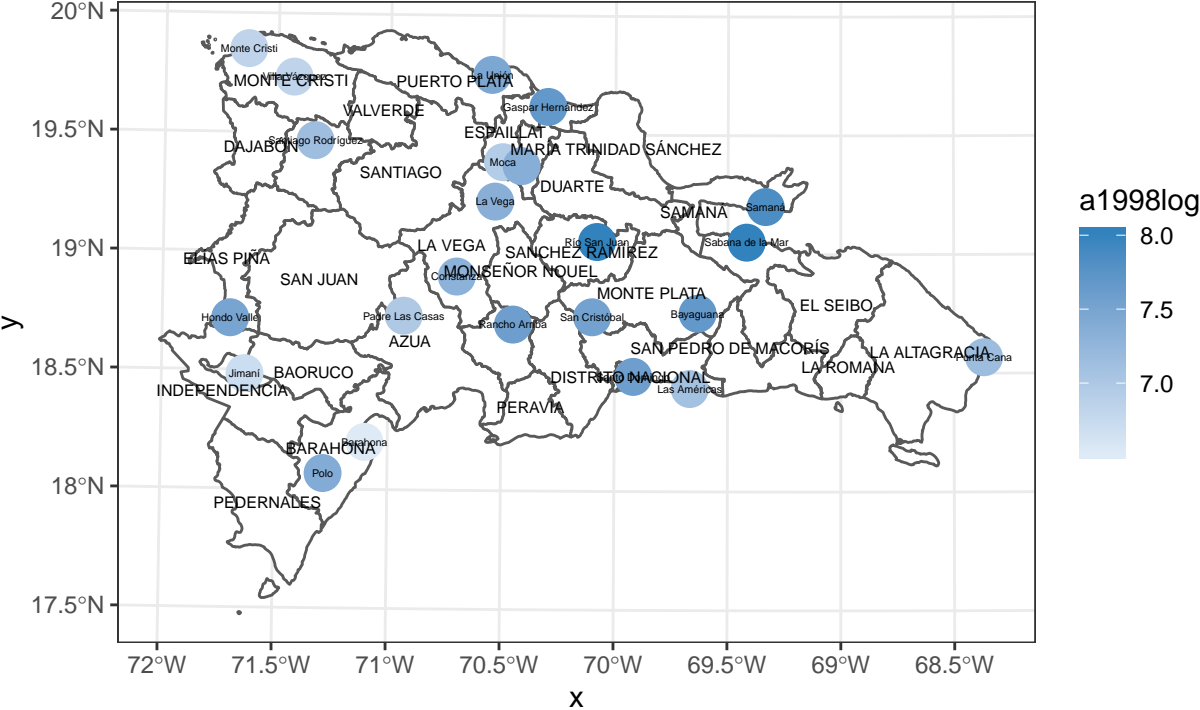 20°N
19.5°N
19°N
18.5°N
18°N
17.5°N
y
Monte Cristi
MONTE CRISTI
La Unión
PUERTO PLATA
VALVERDE
Gaspar Hernández
ESPAILLAT
Santiago Rodríguez
DAJABÓN
MARÍA TRINIDAD SÁNCHEZ
Moca
SANTIAGO
DUARTE
La Vega
Samaná
SAMANÁ
Río San Juan
Sabana de la Mar
LA VEGA
SÁNCHEZ RAMÍREZ
ELÍAS PIÑA
MONSEÑOR NOUEL
Constanza
SAN JUAN
MONTE PLATA
EL SEIBO
Hondo Valle
Padre Las Casas
Rancho Arriba
San Cristóbal
Bayaguana
AZUA
SAN PEDRO DE MACORÍS
LA ALTAGRACIA
Punta Cana
LA ROMANA
Jimaní
BAORUCO
DISTRITO NACIONAL
INDEPENDENCIA
Las Américas
PERAVIA
Barahona
BARAHONA
Polo
PEDERNALES
72°W
71.5°W
71°W
70.5°W
70°W
69.5°W
69°W
68.5°W
x
a1998log
8.0
7.5
7.0